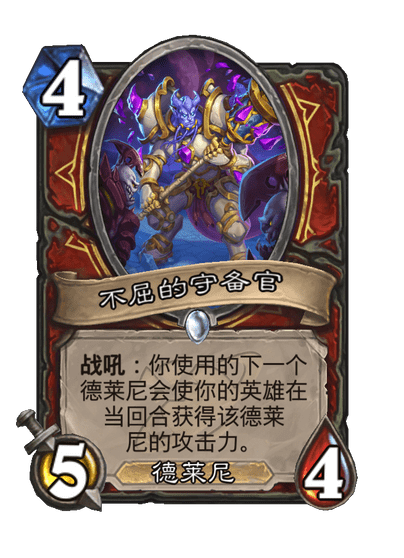 4
不屈的守备官
战吼：你使用的下一个
德莱尼会使你的英雄在
当回合获得该德莱
尼的攻击力。
5
德莱尼
4